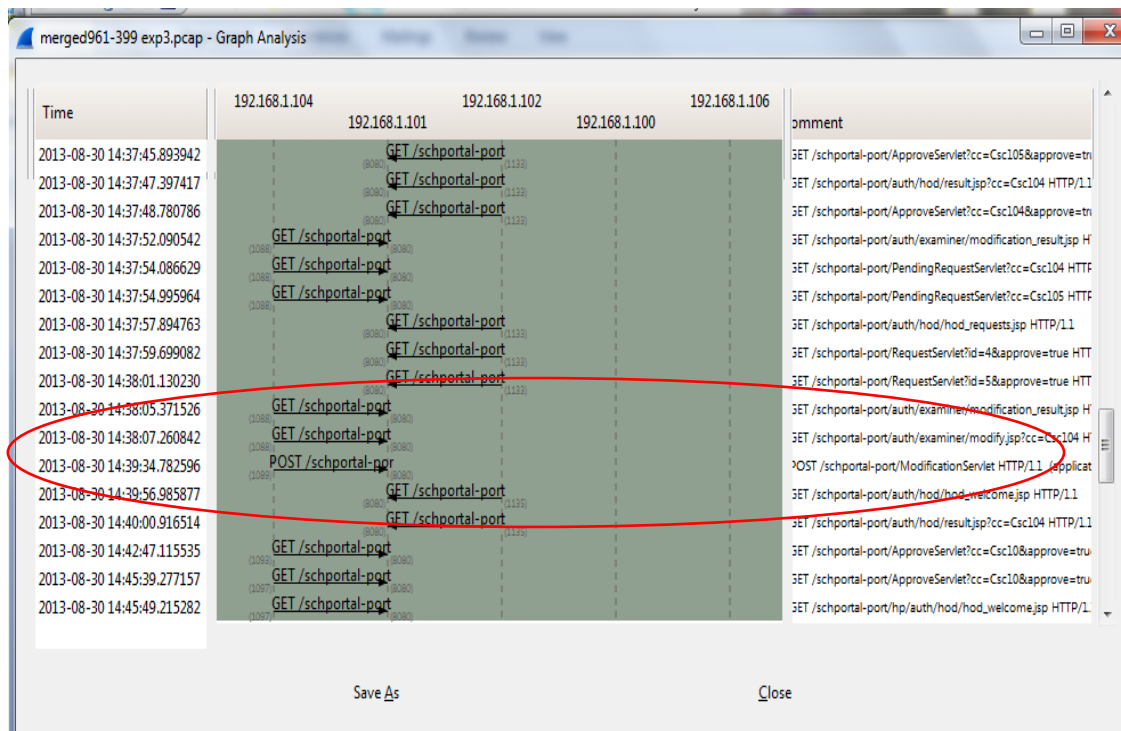 merged961-399 exp3.pcap - Graph Analysis
192.168.1.104 192.168.1.102 192.168.1.106
Time
192.168.1.101 192.168.1.100 omment
2013-08-30 14:37:45.893942 GET /schportal-port GET /schportal-port/ApproveServlet?cc=Csc105&approve=tru
(8080) (1133)
2013-08-30 14:37:47.397417 GET /schportal-port GET /schportal-port/auth/hod/result.jsp?cc=Csc104 HTTP/1.1
(8080) (1133)
2013-08-30 14:37:48.780786 GET /schportal-port GET /schportal-port/ApproveServlet?cc=Csc104&approve=tru
(8080) (1133)
2013-08-30 14:37:52.090542 GET /schportal-port GET /schportal-port/auth/examiner/modification_result.jsp HT
(1088) (8080)
2013-08-30 14:37:54.086629 GET /schportal-port GET /schportal-port/PendingRequestServlet?cc=Csc104 HTTP
(1088) (8080)
2013-08-30 14:37:54.995964 GET /schportal-port GET /schportal-port/PendingRequestServlet?cc=Csc105 HTTP
(1088) (8080)
2013-08-30 14:37:57.894763 GET /schportal-port GET /schportal-port/auth/hod/hod_requests.jsp HTTP/1.1
(8080) (1133)
2013-08-30 14:37:59.699082 GET /schportal-port GET /schportal-port/RequestServlet?id=4&approve=true HTT
(8080) (1133)
2013-08-30 14:38:01.130230 GET /schportal-port GET /schportal-port/RequestServlet?id=5&approve=true HTT
(8080) (1133)
2013-08-30 14:38:05.371526 GET /schportal-port GET /schportal-port/auth/examiner/modification_result.jsp HT
(1088) (8080)
2013-08-30 14:38:07.260842 GET /schportal-port GET /schportal-port/auth/examiner/modify.jsp?cc=Csc104 HT
(1088) (8080)
2013-08-30 14:39:34.782596 POST /schportal-por POST /schportal-port/ModificationServlet HTTP/1.1 (applicat
(1089) (8080)
2013-08-30 14:39:56.985877 GET /schportal-port GET /schportal-port/auth/hod/hod_welcome.jsp HTTP/1.1
(8080) (1135)
2013-08-30 14:40:00.916514 GET /schportal-port GET /schportal-port/auth/hod/result.jsp?cc=Csc104 HTTP/1.1
(8080) (1135)
2013-08-30 14:42:47.115535 GET /schportal-port GET /schportal-port/ApproveServlet?cc=Csc10&approve=tru
(1093) (8080)
2013-08-30 14:45:39.277157 GET /schportal-port GET /schportal-port/ApproveServlet?cc=Csc10&approve=tru
(1097) (8080)
2013-08-30 14:45:49.215282 GET /schportal-port GET /schportal-port/hp/auth/hod/hod_welcome.jsp HTTP/1.
(1097) (8080)
Save As Close